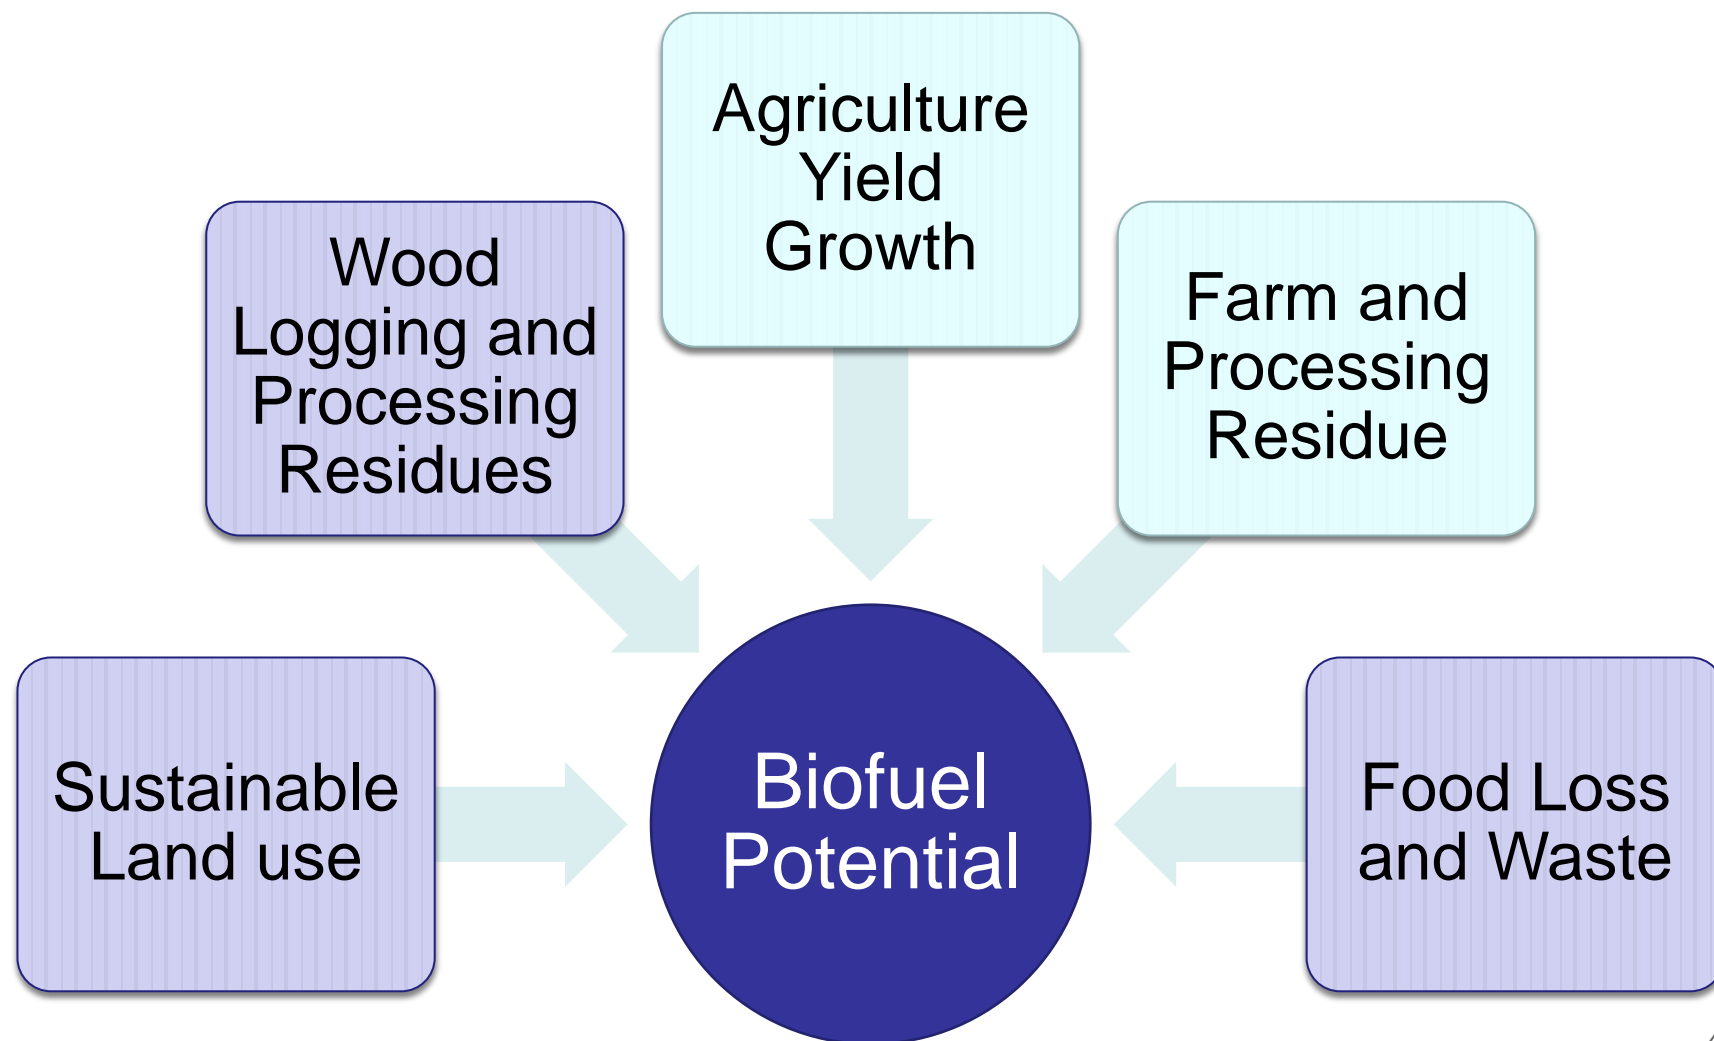 Agriculture
Yield
Growth
Wood
Logging and
Processing
Residues
Farm and
Processing
Residue
Sustainable
Land use
Biofuel
Potential
Food Loss
and Waste